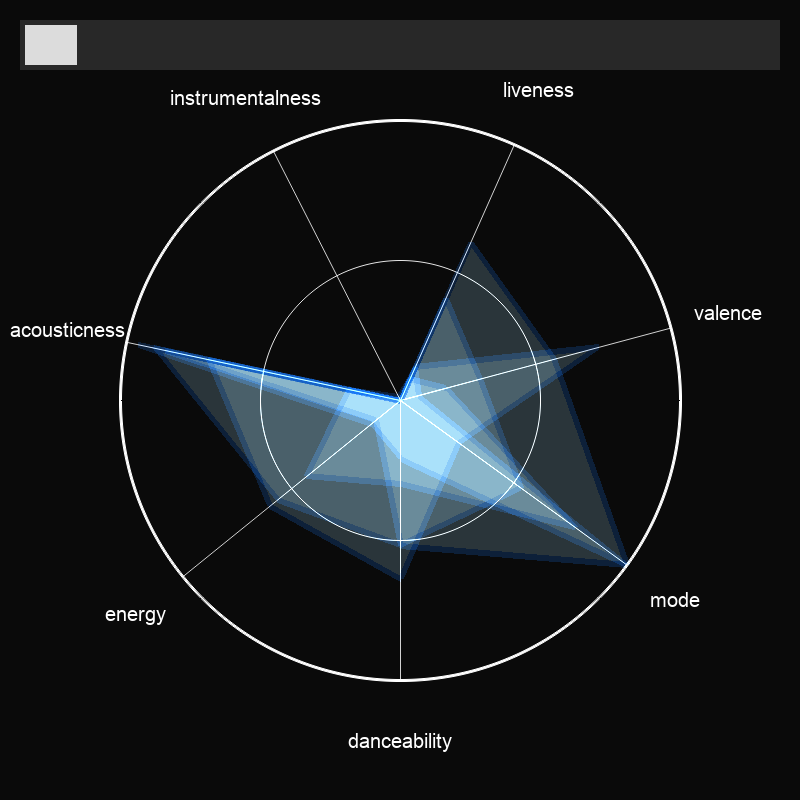 liveness
instrumentalness
valence
acousticness
mode
energy
danceability